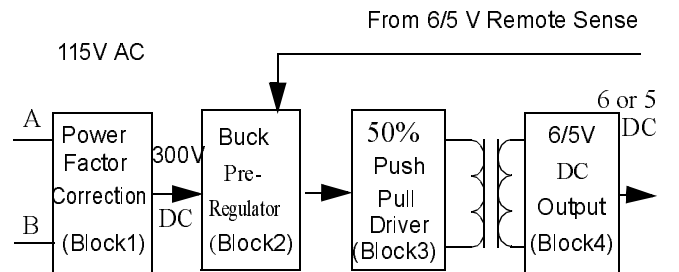 From 6/5 V Remote Sense
115V AC
A
B
Power
Factor
Correction
(Block1)
300V
DC
Buck
Pre-
Regulator
(Block2)
50%
Push
Pull
Driver
(Block3)
6/5V
DC
Output
(Block4)
6 or 5
DC